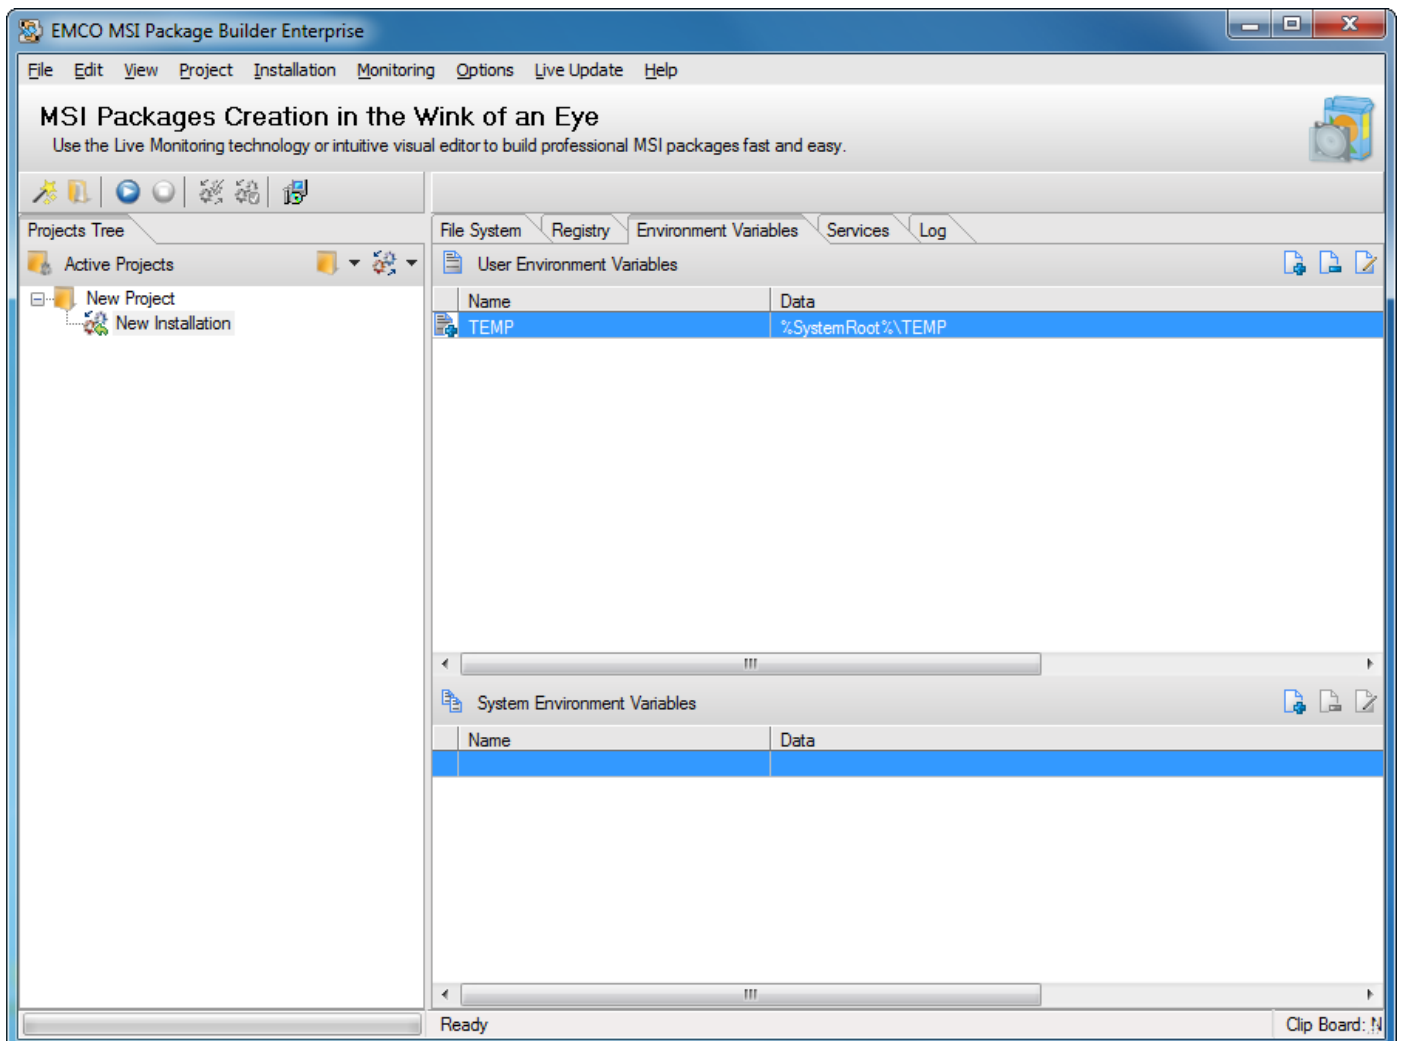 EMCO MSI Package Builder Enterprise
File Edit View Project Installation Monitoring Options Live Update Help
MSI Packages Creation in the Wink of an Eye
Use the Live Monitoring technology or intuitive visual editor to build professional MSI packages fast and easy.
Projects Tree
File System Registry Environment Variables Services Log
Active Projects
User Environment Variables
New Project
Name Data
New Installation
TEMP %SystemRoot%\TEMP
System Environment Variables
Name Data
Ready Clip Board: N